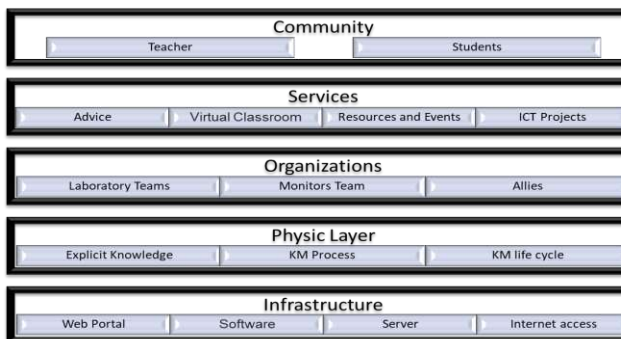 Community
Teacher Students
Services
Advice Virtual Classroom Resources and Events ICT Projects
Organizations
Laboratory Teams Monitors Team Allies
Physic Layer
Explicit Knowledge KM Process KM life cycle
Infrastructure
Web Portal Software Server Internet access